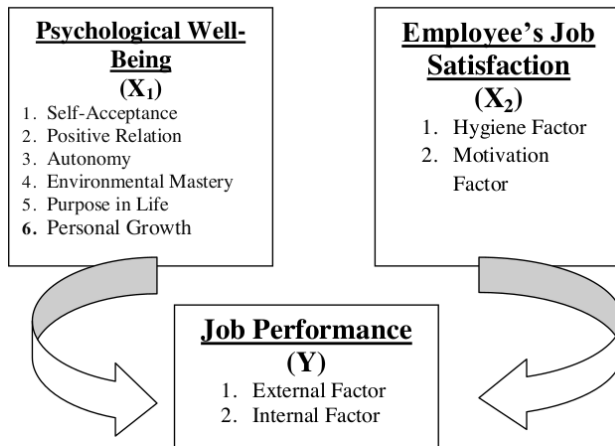 Psychological Well-
Being
(X₁)
1. Self-Acceptance
2. Positive Relation
3. Autonomy
4. Environmental Mastery
5. Purpose in Life
6. Personal Growth
Employee’s Job
Satisfaction
(X₂)
1. Hygiene Factor
2. Motivation
Factor
Job Performance
(Y)
1. External Factor
2. Internal Factor